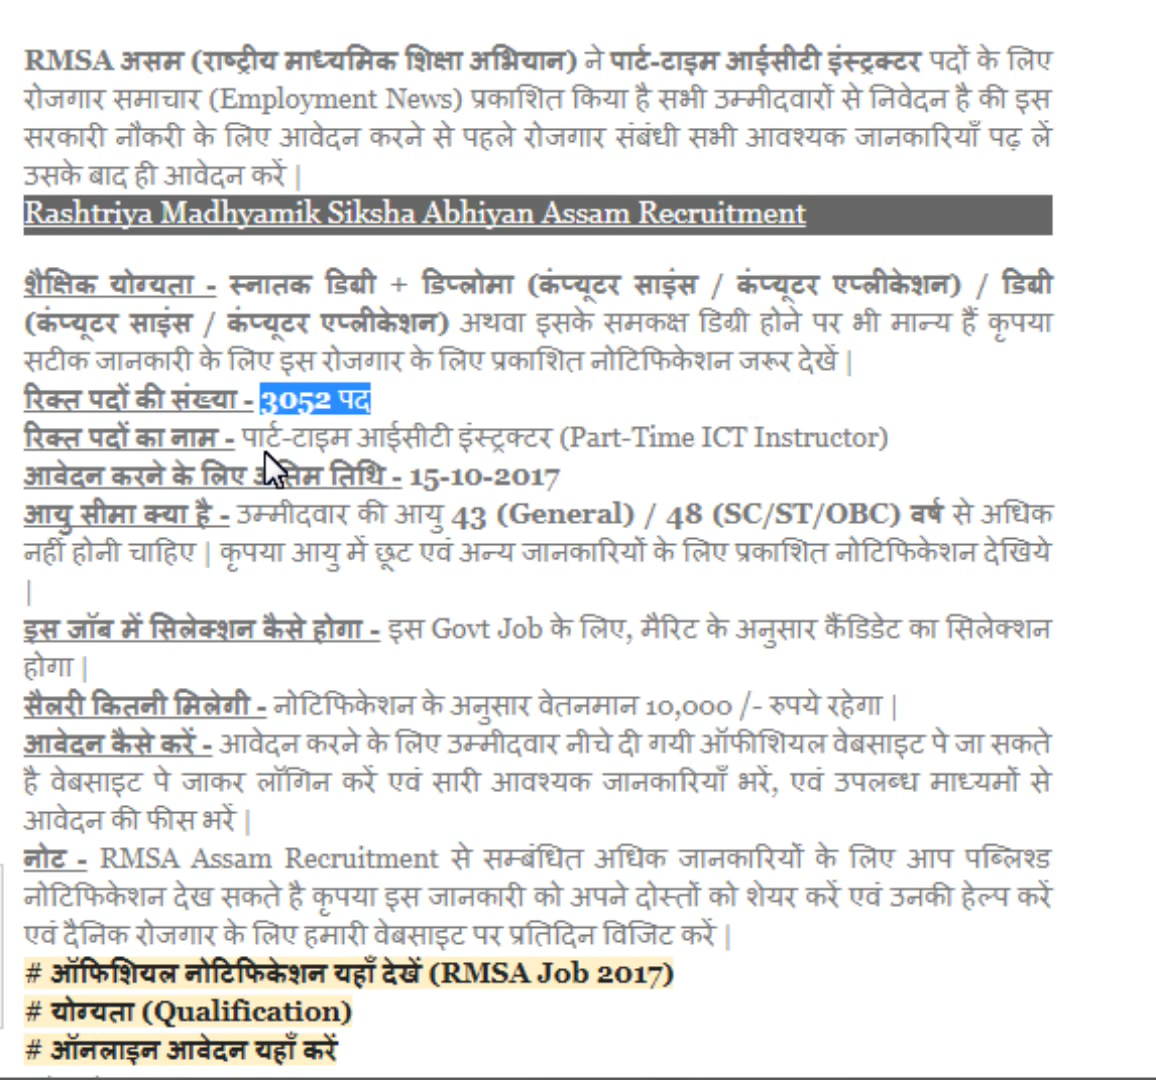 RMSA असम (राष्ट्रीय माध्यमिक शिक्षा अभियान) ने पार्ट-टाइम आईसीटी इंस्ट्रक्टर पदों के लिए
रोजगार समाचार (Employment News) प्रकाशित किया है सभी उम्मीदवारों से निवेदन है की इस
सरकारी नौकरी के लिए आवेदन करने से पहले रोजगार संबंधी सभी आवश्यक जानकारियाँ पढ़ लें
उसके बाद ही आवेदन करें |
Rashtriya Madhyamik Siksha Abhiyan Assam Recruitment
शैक्षिक योग्यता - स्नातक डिग्री + डिप्लोमा (कंप्यूटर साइंस / कंप्यूटर एप्लीकेशन) / डिग्री
(कंप्यूटर साइंस / कंप्यूटर एप्लीकेशन) अथवा इसके समकक्ष डिग्री होने पर भी मान्य हैं कृपया
सटीक जानकारी के लिए इस रोजगार के लिए प्रकाशित नोटिफिकेशन जरूर देखें |
रिक्त पदों की संख्या - 3052 पद
रिक्त पदों का नाम - पार्ट-टाइम आईसीटी इंस्ट्रक्टर (Part-Time ICT Instructor)
आवेदन करने के लिए अंतिम तिथि - 15-10-2017
आयु सीमा क्या है - उम्मीदवार की आयु 43 (General) / 48 (SC/ST/OBC) वर्ष से अधिक
नहीं होनी चाहिए | कृपया आयु में छूट एवं अन्य जानकारियों के लिए प्रकाशित नोटिफिकेशन देखिये
|
इस जॉब में सिलेक्शन कैसे होगा - इस Govt Job के लिए, मैरिट के अनुसार कैंडिडेट का सिलेक्शन
होगा |
सैलरी कितनी मिलेगी - नोटिफिकेशन के अनुसार वेतनमान 10,000 /- रुपये रहेगा |
आवेदन कैसे करें - आवेदन करने के लिए उम्मीदवार नीचे दी गयी ऑफीशियल वेबसाइट पे जा सकते
है वेबसाइट पे जाकर लॉगिन करें एवं सारी आवश्यक जानकारियाँ भरें, एवं उपलब्ध माध्यमों से
आवेदन की फीस भरें |
नोट - RMSA Assam Recruitment से सम्बंधित अधिक जानकारियों के लिए आप पब्लिश्ड
नोटिफिकेशन देख सकते है कृपया इस जानकारी को अपने दोस्तों को शेयर करें एवं उनकी हेल्प करें
एवं दैनिक रोजगार के लिए हमारी वेबसाइट पर प्रतिदिन विजिट करें |
# ऑफिशियल नोटिफिकेशन यहाँ देखें (RMSA Job 2017)
# योग्यता (Qualification)
# ऑनलाइन आवेदन यहाँ करें